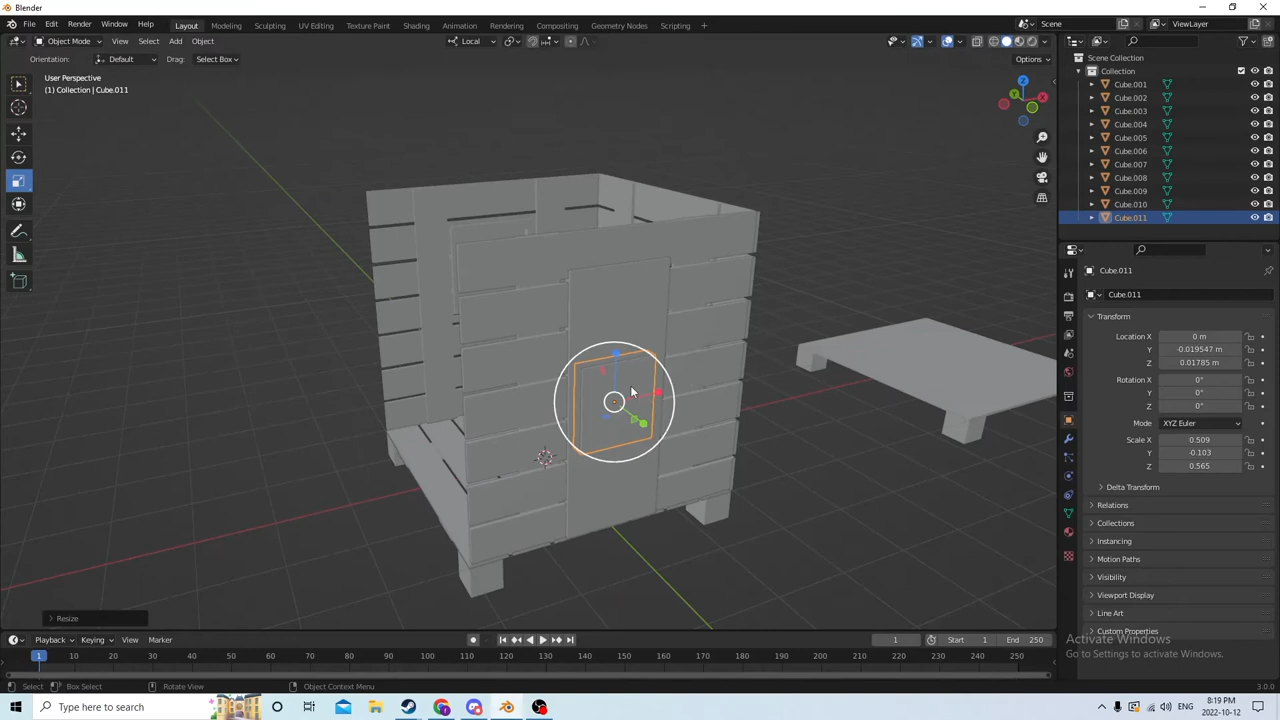 Blender
File Edit Render Window Help Layout Modeling Sculpting UV Editing Texture Paint Shading Animation Rendering Compositing Geometry Nodes Scripting + Scene ViewLayer
Object Mode View Select Add Object Local
Orientation: Default Drag: Select Box Options
User Perspective
(1) Collection | Cube.011
Z
Y X
Scene Collection
Collection
Cube.001
Cube.002
Cube.003
Cube.004
Cube.005
Cube.006
Cube.007
Cube.008
Cube.009
Cube.010
Cube.011
Cube.011
Cube.011
Transform
Location X 0 m
Y -0.019547 m
Z 0.01785 m
Rotation X 0°
Y 0°
Z 0°
Mode XYZ Euler
Scale X 0.509
Y -0.103
Z 0.565
Delta Transform
Relations
Collections
Instancing
Motion Paths
Visibility
Viewport Display
Line Art
Custom Properties
Activate Windows
Go to Settings to activate Windows.
Resize
Playback Keying View Marker 1 Start 1 End 250
1 10 20 30 40 50 60 70 80 90 100 110 120 130 140 150 160 170 180 190 200 210 220 230 240 250
Select Box Select Rotate View Object Context Menu 3.0.0
Type here to search
ENG 8:19 PM
2022-10-12